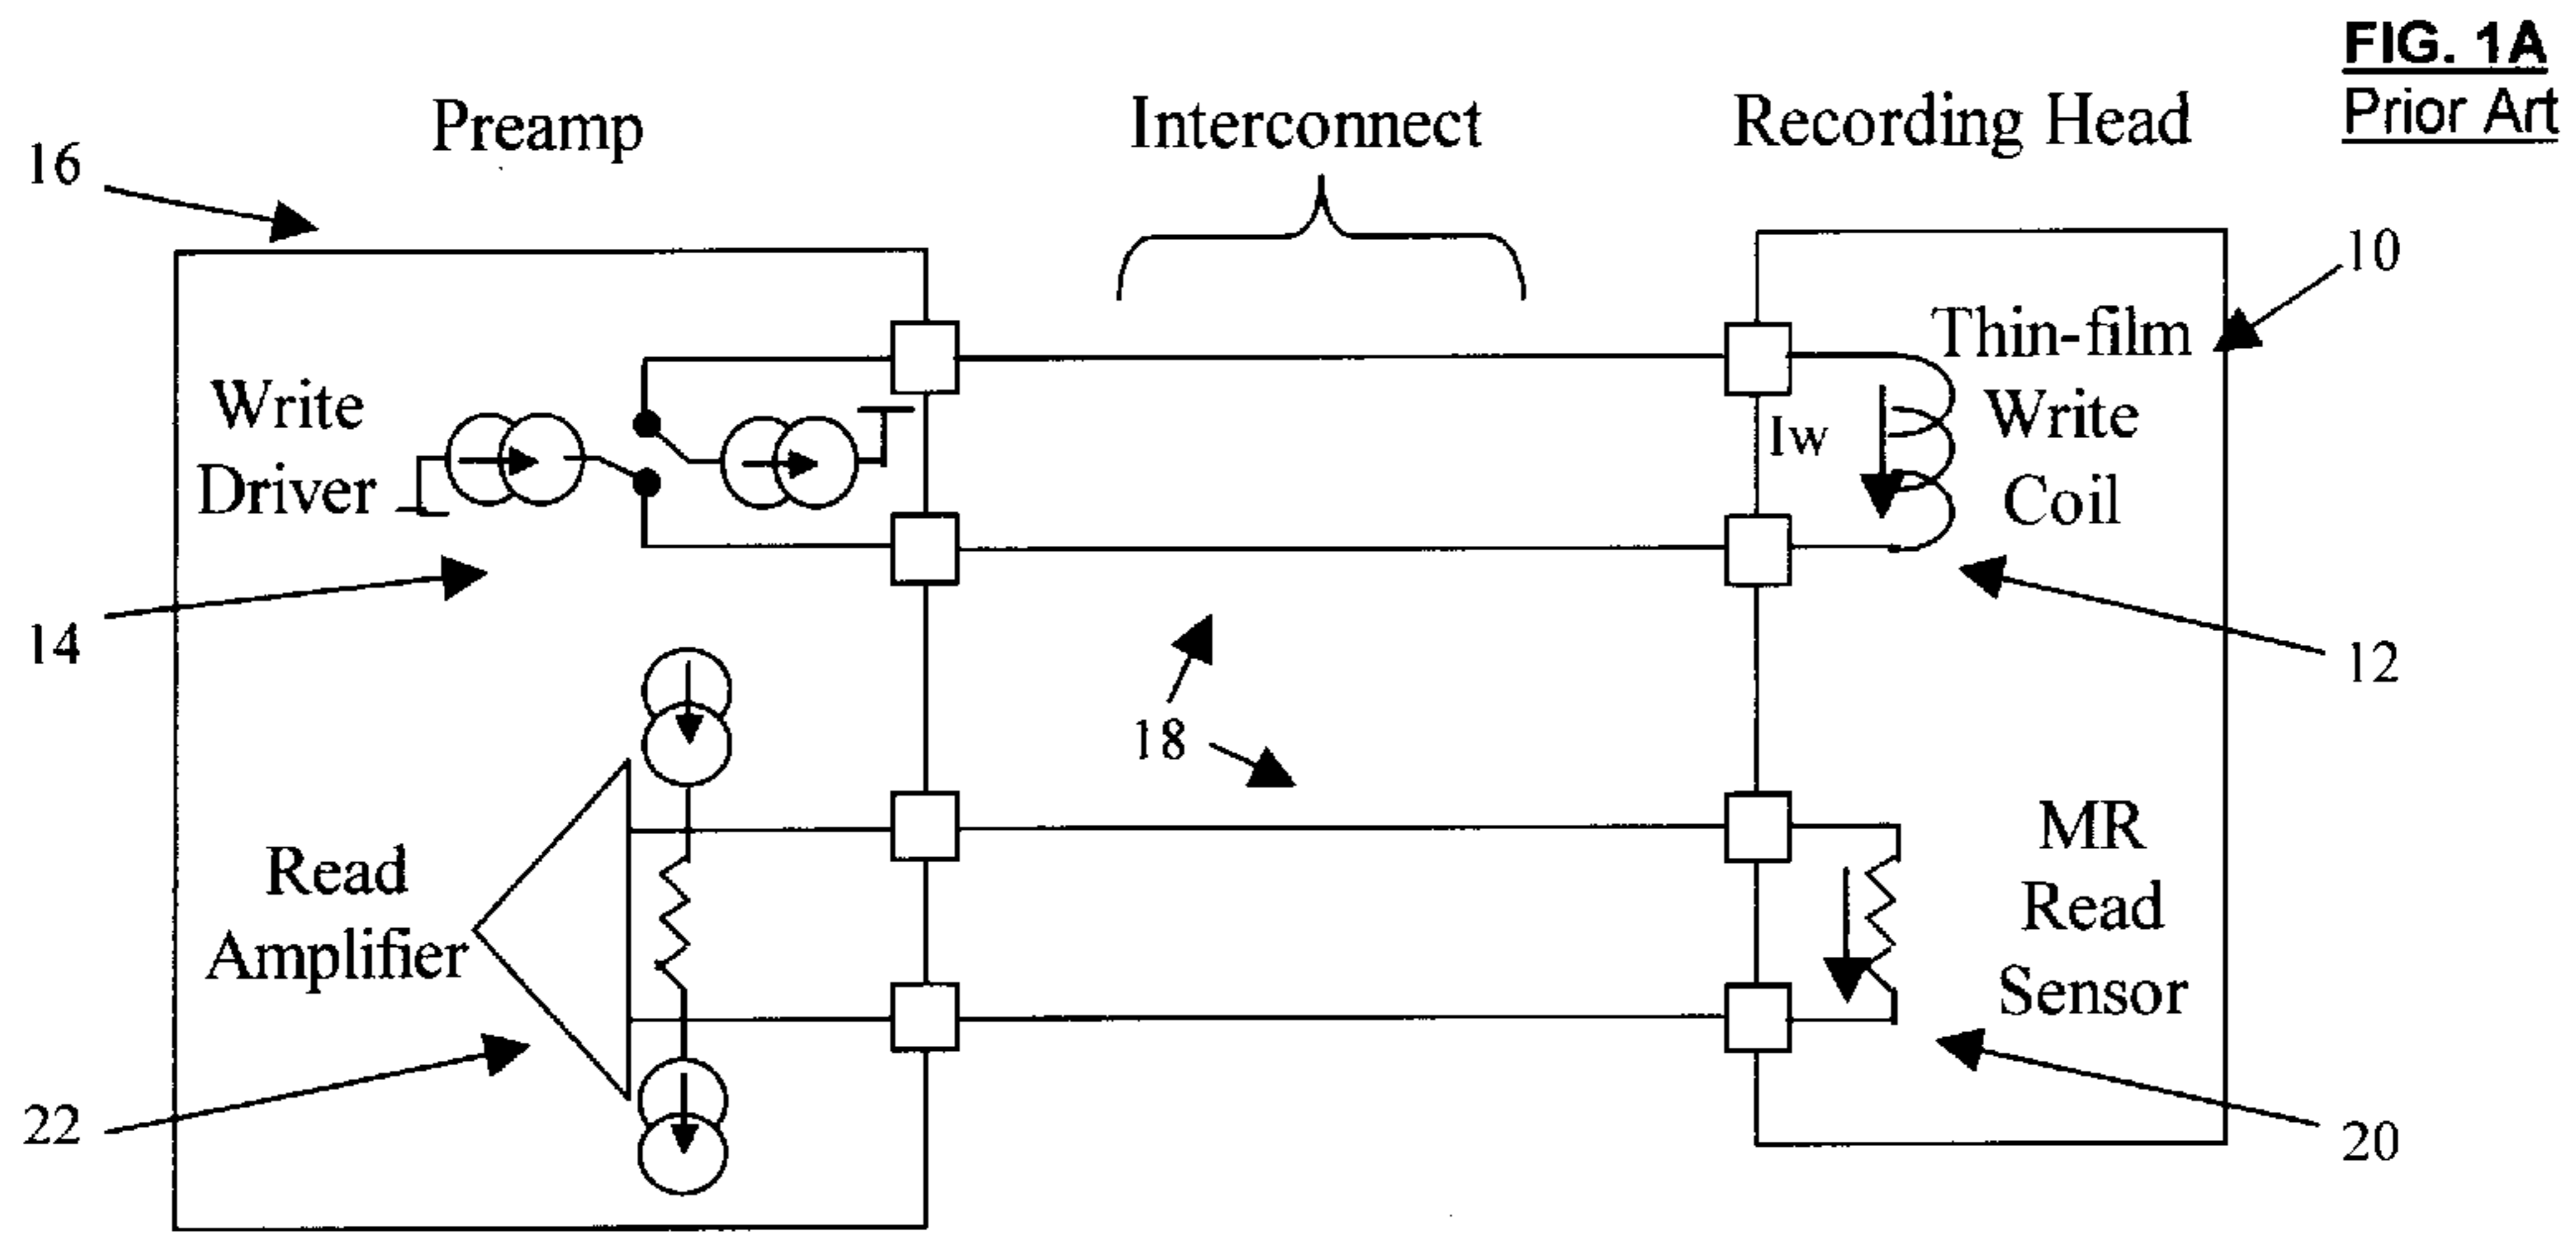 FIG. 1A
Prior Art
Preamp
Interconnect
Recording Head
16
10
Thin-film
Write
Coil
Iw
Write
Driver
14
12
18
MR
Read
Sensor
Read
Amplifier
22
20